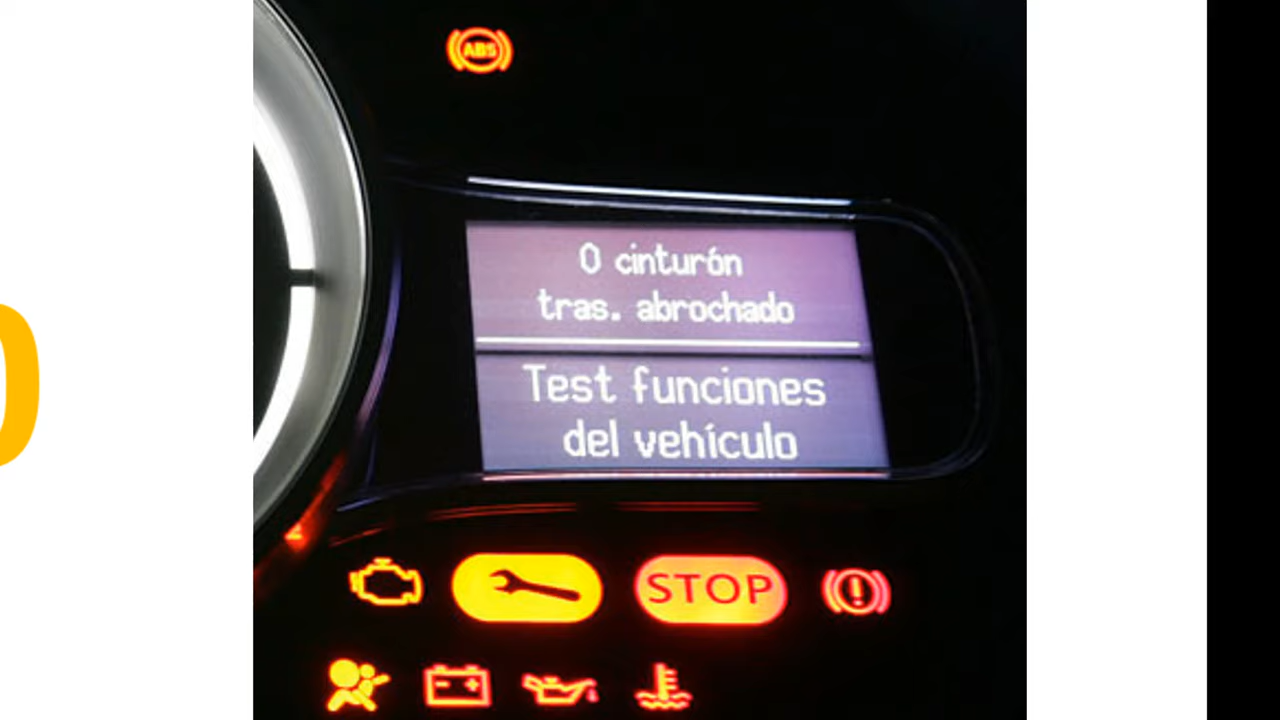 ABS
0 cinturón
tras. abrochado
Test funciones
del vehículo
STOP